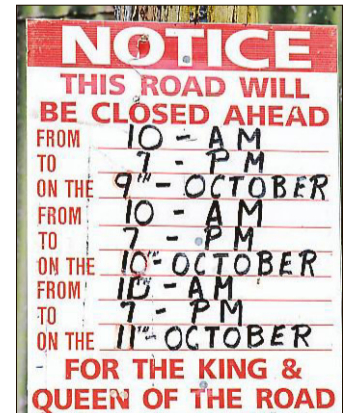 NOTICE
THIS ROAD WILL
BE CLOSED AHEAD
FROM 10 - AM
TO 7 - PM
ON THE 9TH - OCTOBER
FROM 10 - AM
TO 7 - PM
ON THE 10TH - OCTOBER
FROM 10 - AM
TO 7 - PM
ON THE 11TH - OCTOBER
FOR THE KING &
QUEEN OF THE ROAD